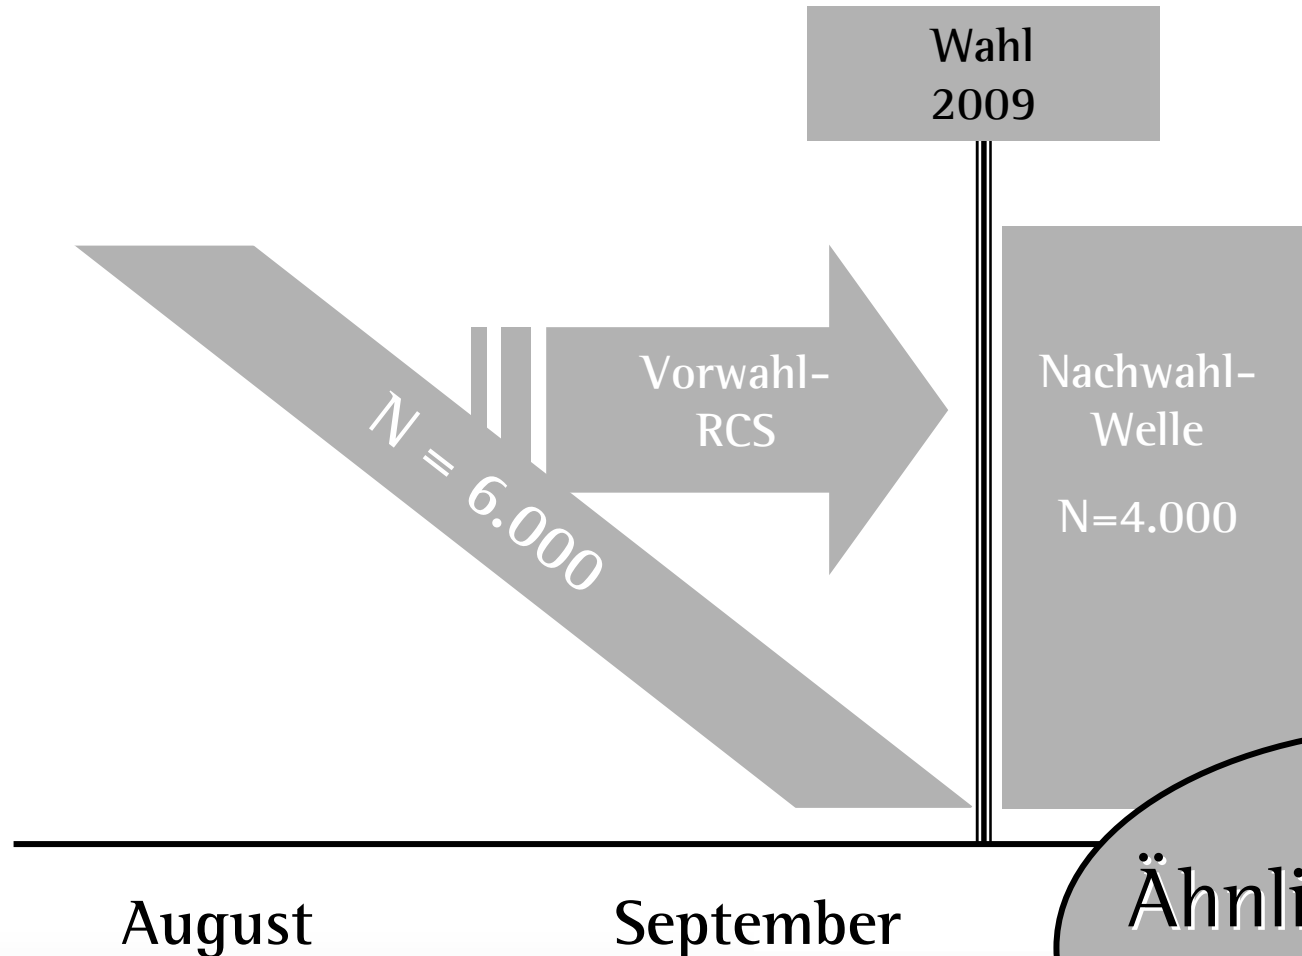 Wahl
2009
Vorwahl-
RCS
N = 6.000
Nachwahl-
Welle
N=4.000
August
September